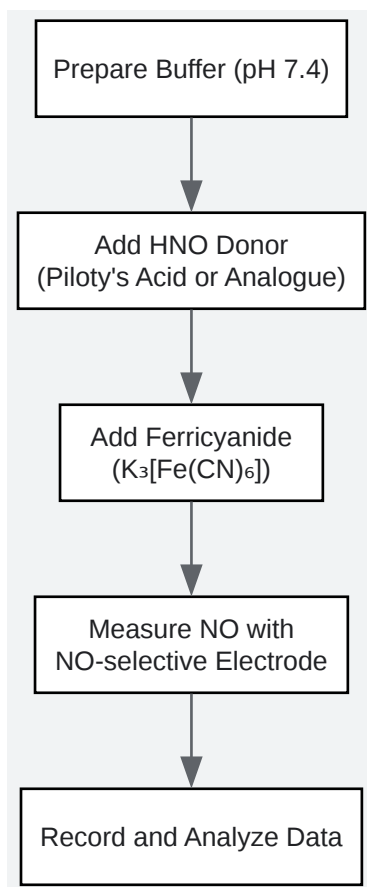 Prepare Buffer (pH 7.4)
Add HNO Donor
(Piloty's Acid or Analogue)
Add Ferricyanide
(K₃[Fe(CN)₆])
Measure NO with
NO-selective Electrode
Record and Analyze Data